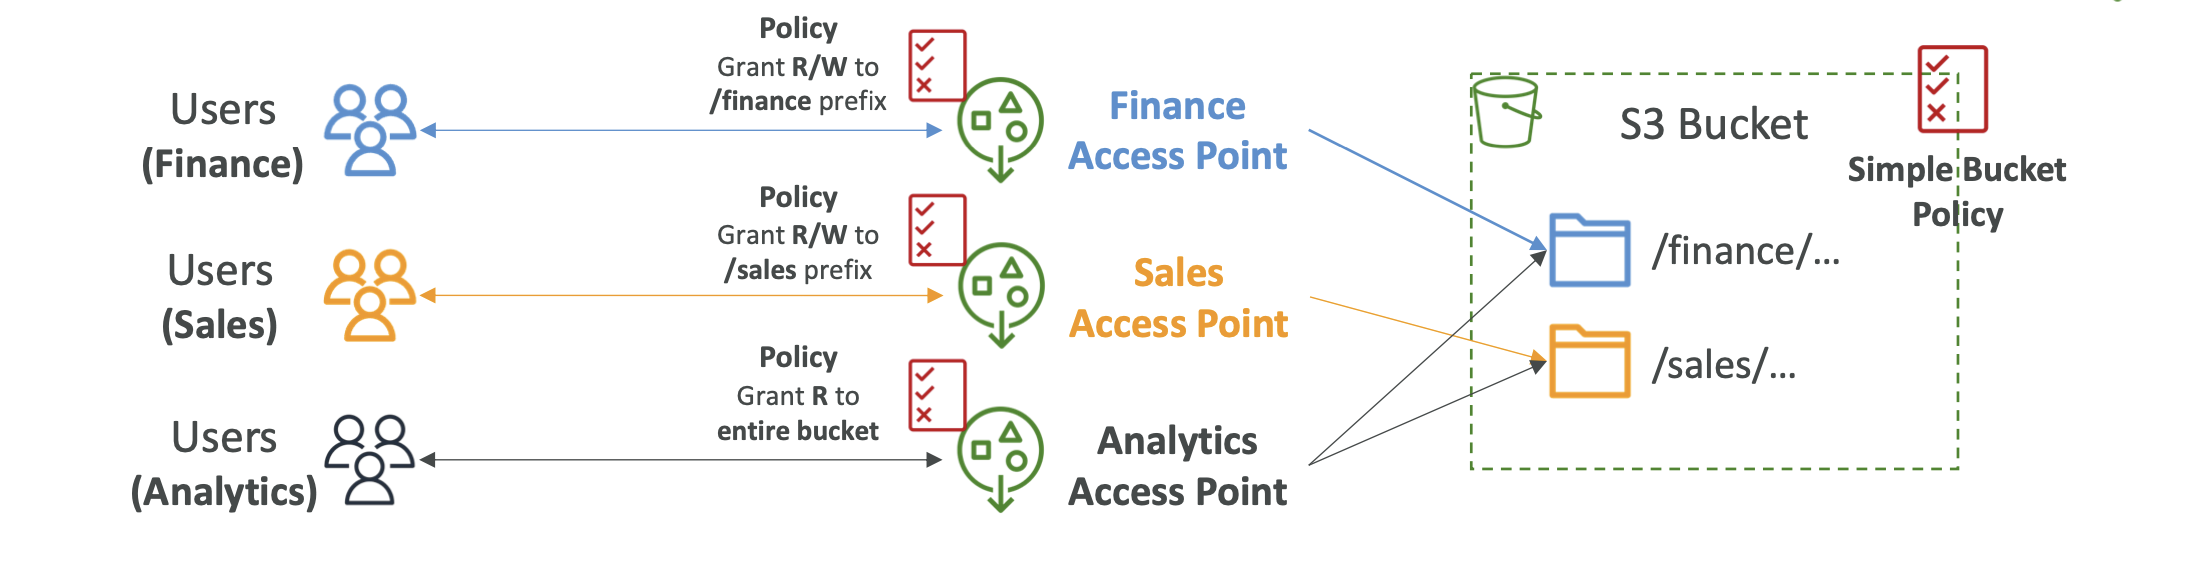 Users
(Finance)
Policy
Grant R/W to
/finance prefix
Finance
Access Point
Users
(Sales)
Policy
Grant R/W to
/sales prefix
Sales
Access Point
Users
(Analytics)
Policy
Grant R to
entire bucket
Analytics
Access Point
S3 Bucket
Simple Bucket
Policy
/finance/...
/sales/...